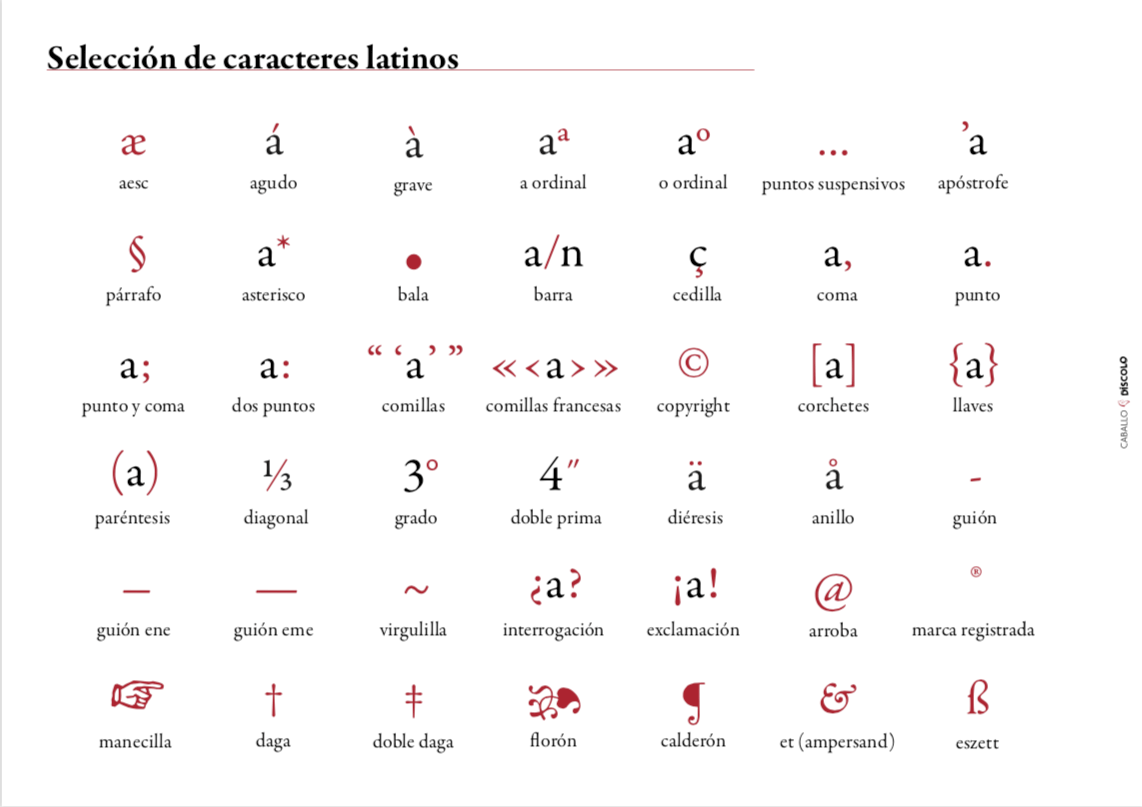 Selección de caracteres latinos
æ á à aª aº … ’a
aesc agudo grave a ordinal o ordinal puntos suspensivos apóstrofe
§ a* • a/n ç a, a.
párrafo asterisco bala barra cedilla coma punto
a; a: “ ‘a’ ” «‹a›» © [a] {a}
punto y coma dos puntos comillas comillas francesas copyright corchetes llaves
(a) ⅓ 3° 4″ ä å -
paréntesis diagonal grado doble prima diéresis anillo guión
– — ~ ¿a? ¡a! @ ®
guión ene guión eme virgulilla interrogación exclamación arroba marca registrada
☞ † ‡ ❧ ¶ & ß
manecilla daga doble daga florón calderón et (ampersand) eszett
CABALLO DÍSCOLO